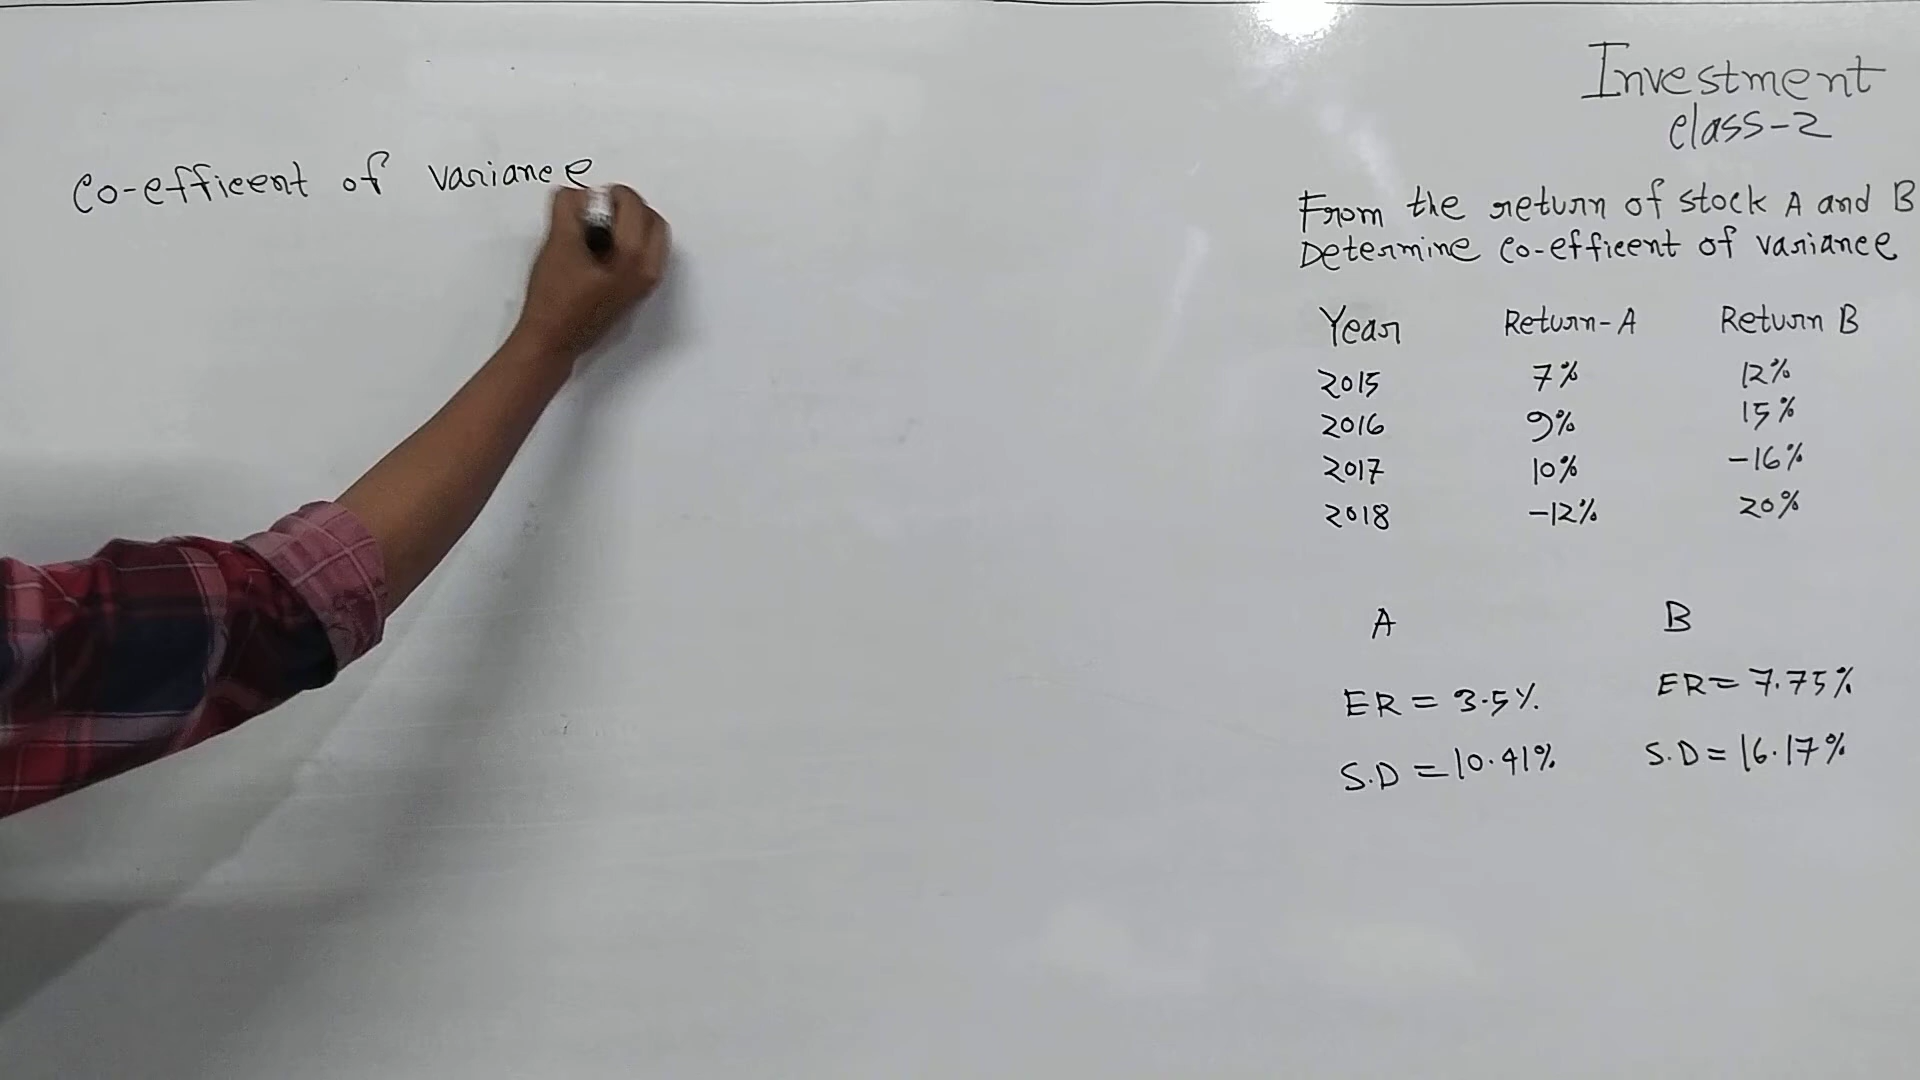 Investment
class-2
Co-efficent of variance
From the return of stock A and B
Determine co-efficent of variance
Year Return-A Return B
2015 7% 12%
2016 9% 15%
2017 10% -16%
2018 -12% 20%
A B
ER = 3.5% ER = 7.75%
S.D = 10.41% S.D = 16.17%